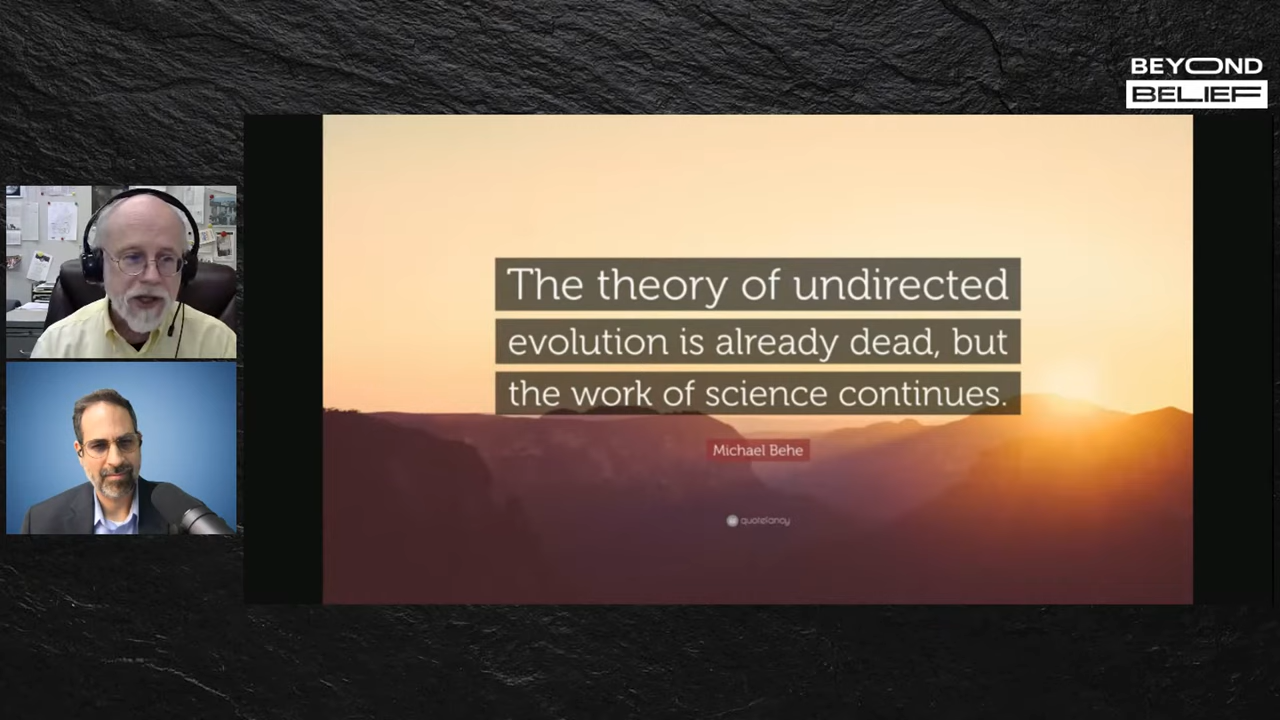 BEYOND
BELIEF
The theory of undirected
evolution is already dead, but
the work of science continues.
Michael Behe
quotefancy